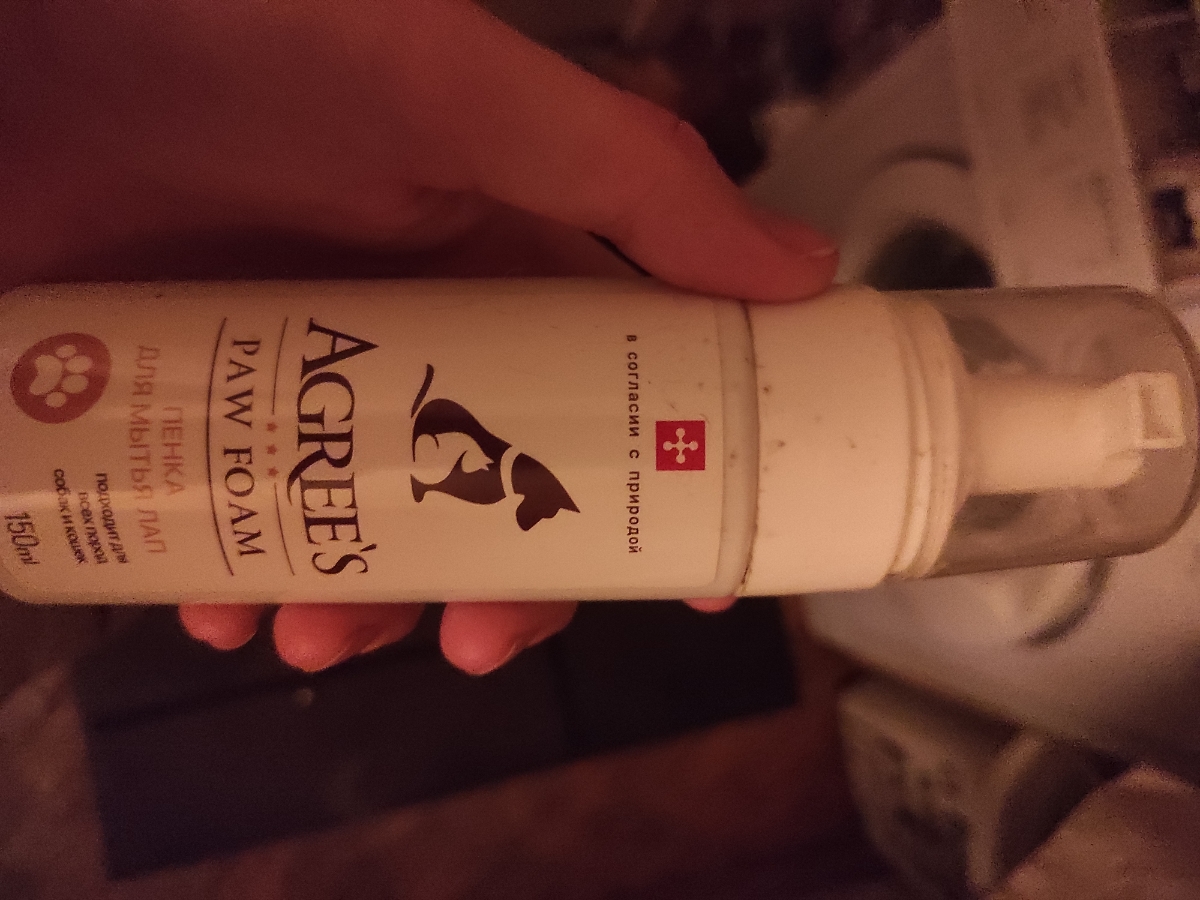 в согласии с природой
AGREE'S
PAW FOAM
ПЕНКА
ДЛЯ МЫТЬЯ ЛАП
подходит для
всех пород
собак и кошек
150ml